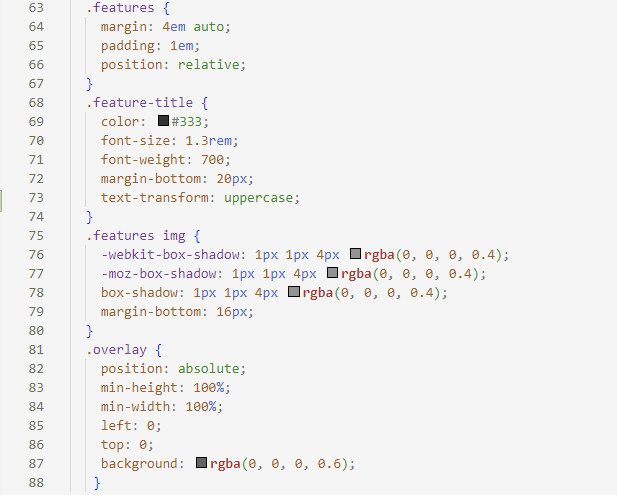 63 .features {
64 margin: 4em auto;
65 padding: 1em;
66 position: relative;
67 }
68 .feature-title {
69 color: #333;
70 font-size: 1.3rem;
71 font-weight: 700;
72 margin-bottom: 20px;
73 text-transform: uppercase;
74 }
75 .features img {
76 -webkit-box-shadow: 1px 1px 4px rgba(0, 0, 0, 0.4);
77 -moz-box-shadow: 1px 1px 4px rgba(0, 0, 0, 0.4);
78 box-shadow: 1px 1px 4px rgba(0, 0, 0, 0.4);
79 margin-bottom: 16px;
80 }
81 .overlay {
82 position: absolute;
83 min-height: 100%;
84 min-width: 100%;
85 left: 0;
86 top: 0;
87 background: rgba(0, 0, 0, 0.6);
88 }